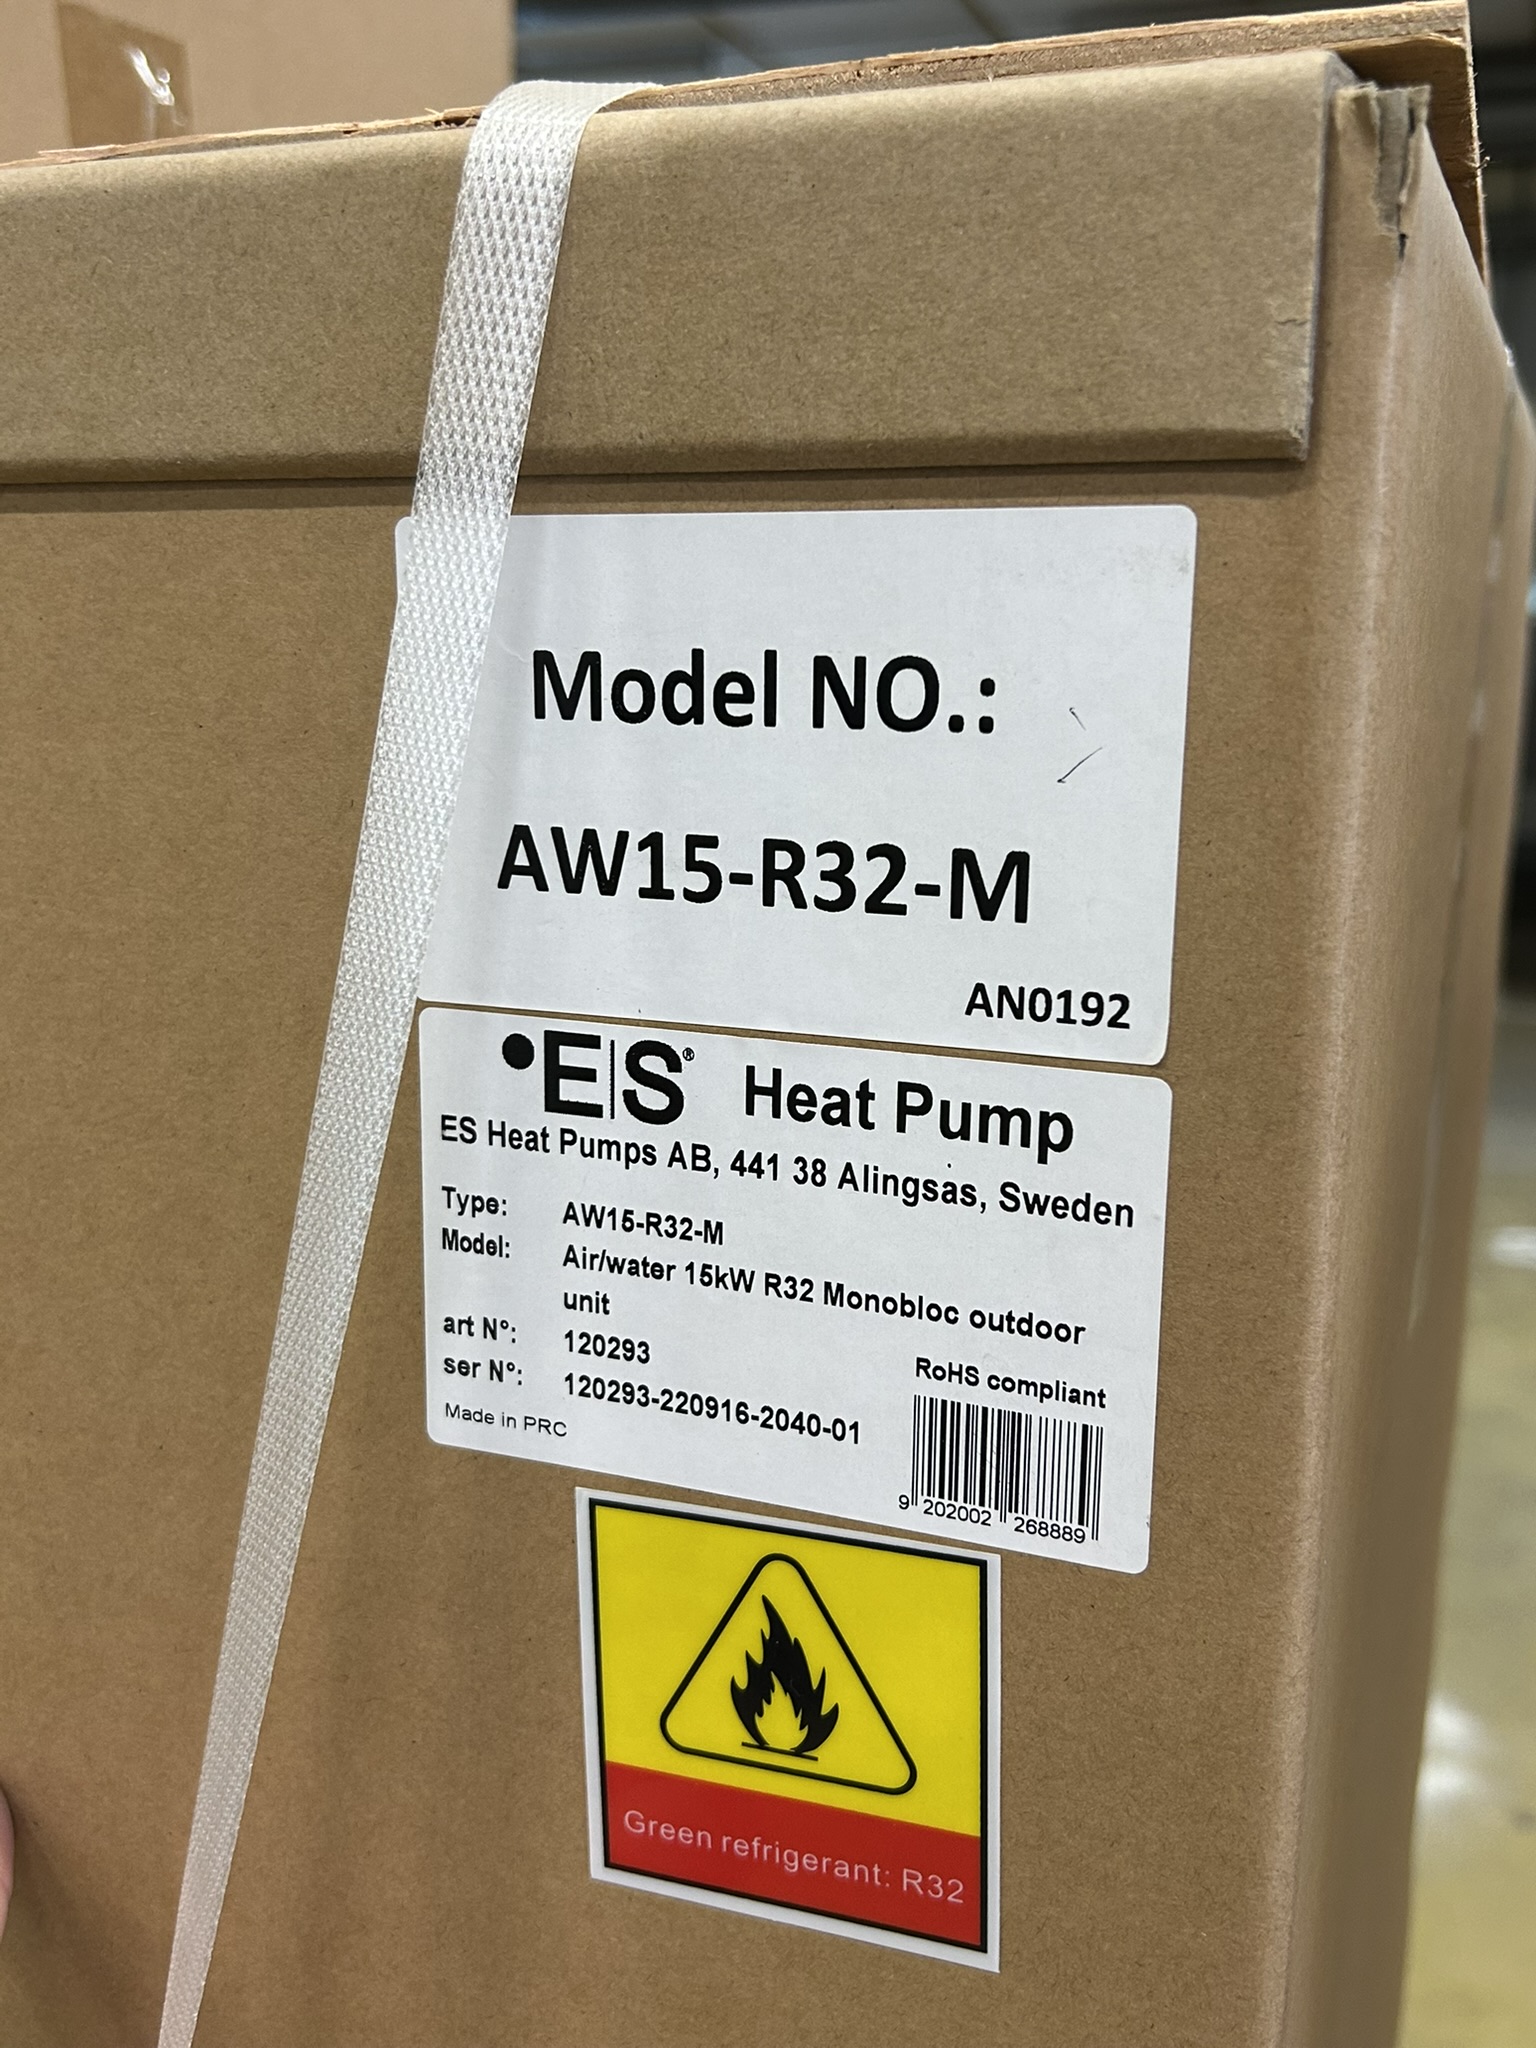 Model NO.:
AW15-R32-M
AN0192
•E|S® Heat Pump
ES Heat Pumps AB, 441 38 Alingsås, Sweden
Type: AW15-R32-M
Model: Air/water 15kW R32 Monobloc outdoor
unit
art N°: 120293
ser N°: 120293-220916-2040-01
Made in PRC
RoHS compliant
9 202002 268889
Green refrigerant: R32